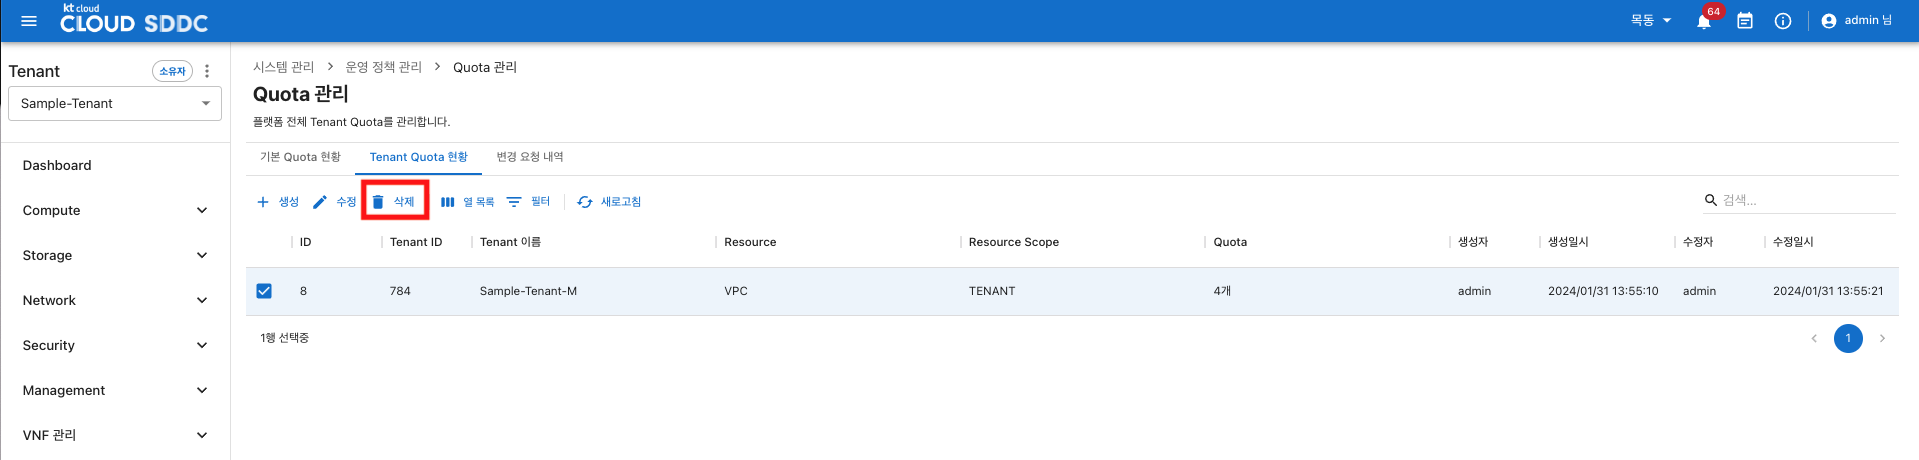 kt cloud
CLOUD SDDC
목동
64
admin 님
Tenant
소유자
Sample-Tenant
Dashboard
Compute
Storage
Network
Security
Management
VNF 관리
시스템 관리 > 운영 정책 관리 > Quota 관리
Quota 관리
플랫폼 전체 Tenant Quota를 관리합니다.
기본 Quota 현황 Tenant Quota 현황 변경 요청 내역
생성 수정 삭제 열 목록 필터 새로고침 검색...
ID Tenant ID Tenant 이름 Resource Resource Scope Quota 생성자 생성일시 수정자 수정일시
8 784 Sample-Tenant-M VPC TENANT 4개 admin 2024/01/31 13:55:10 admin 2024/01/31 13:55:21
1행 선택중
1